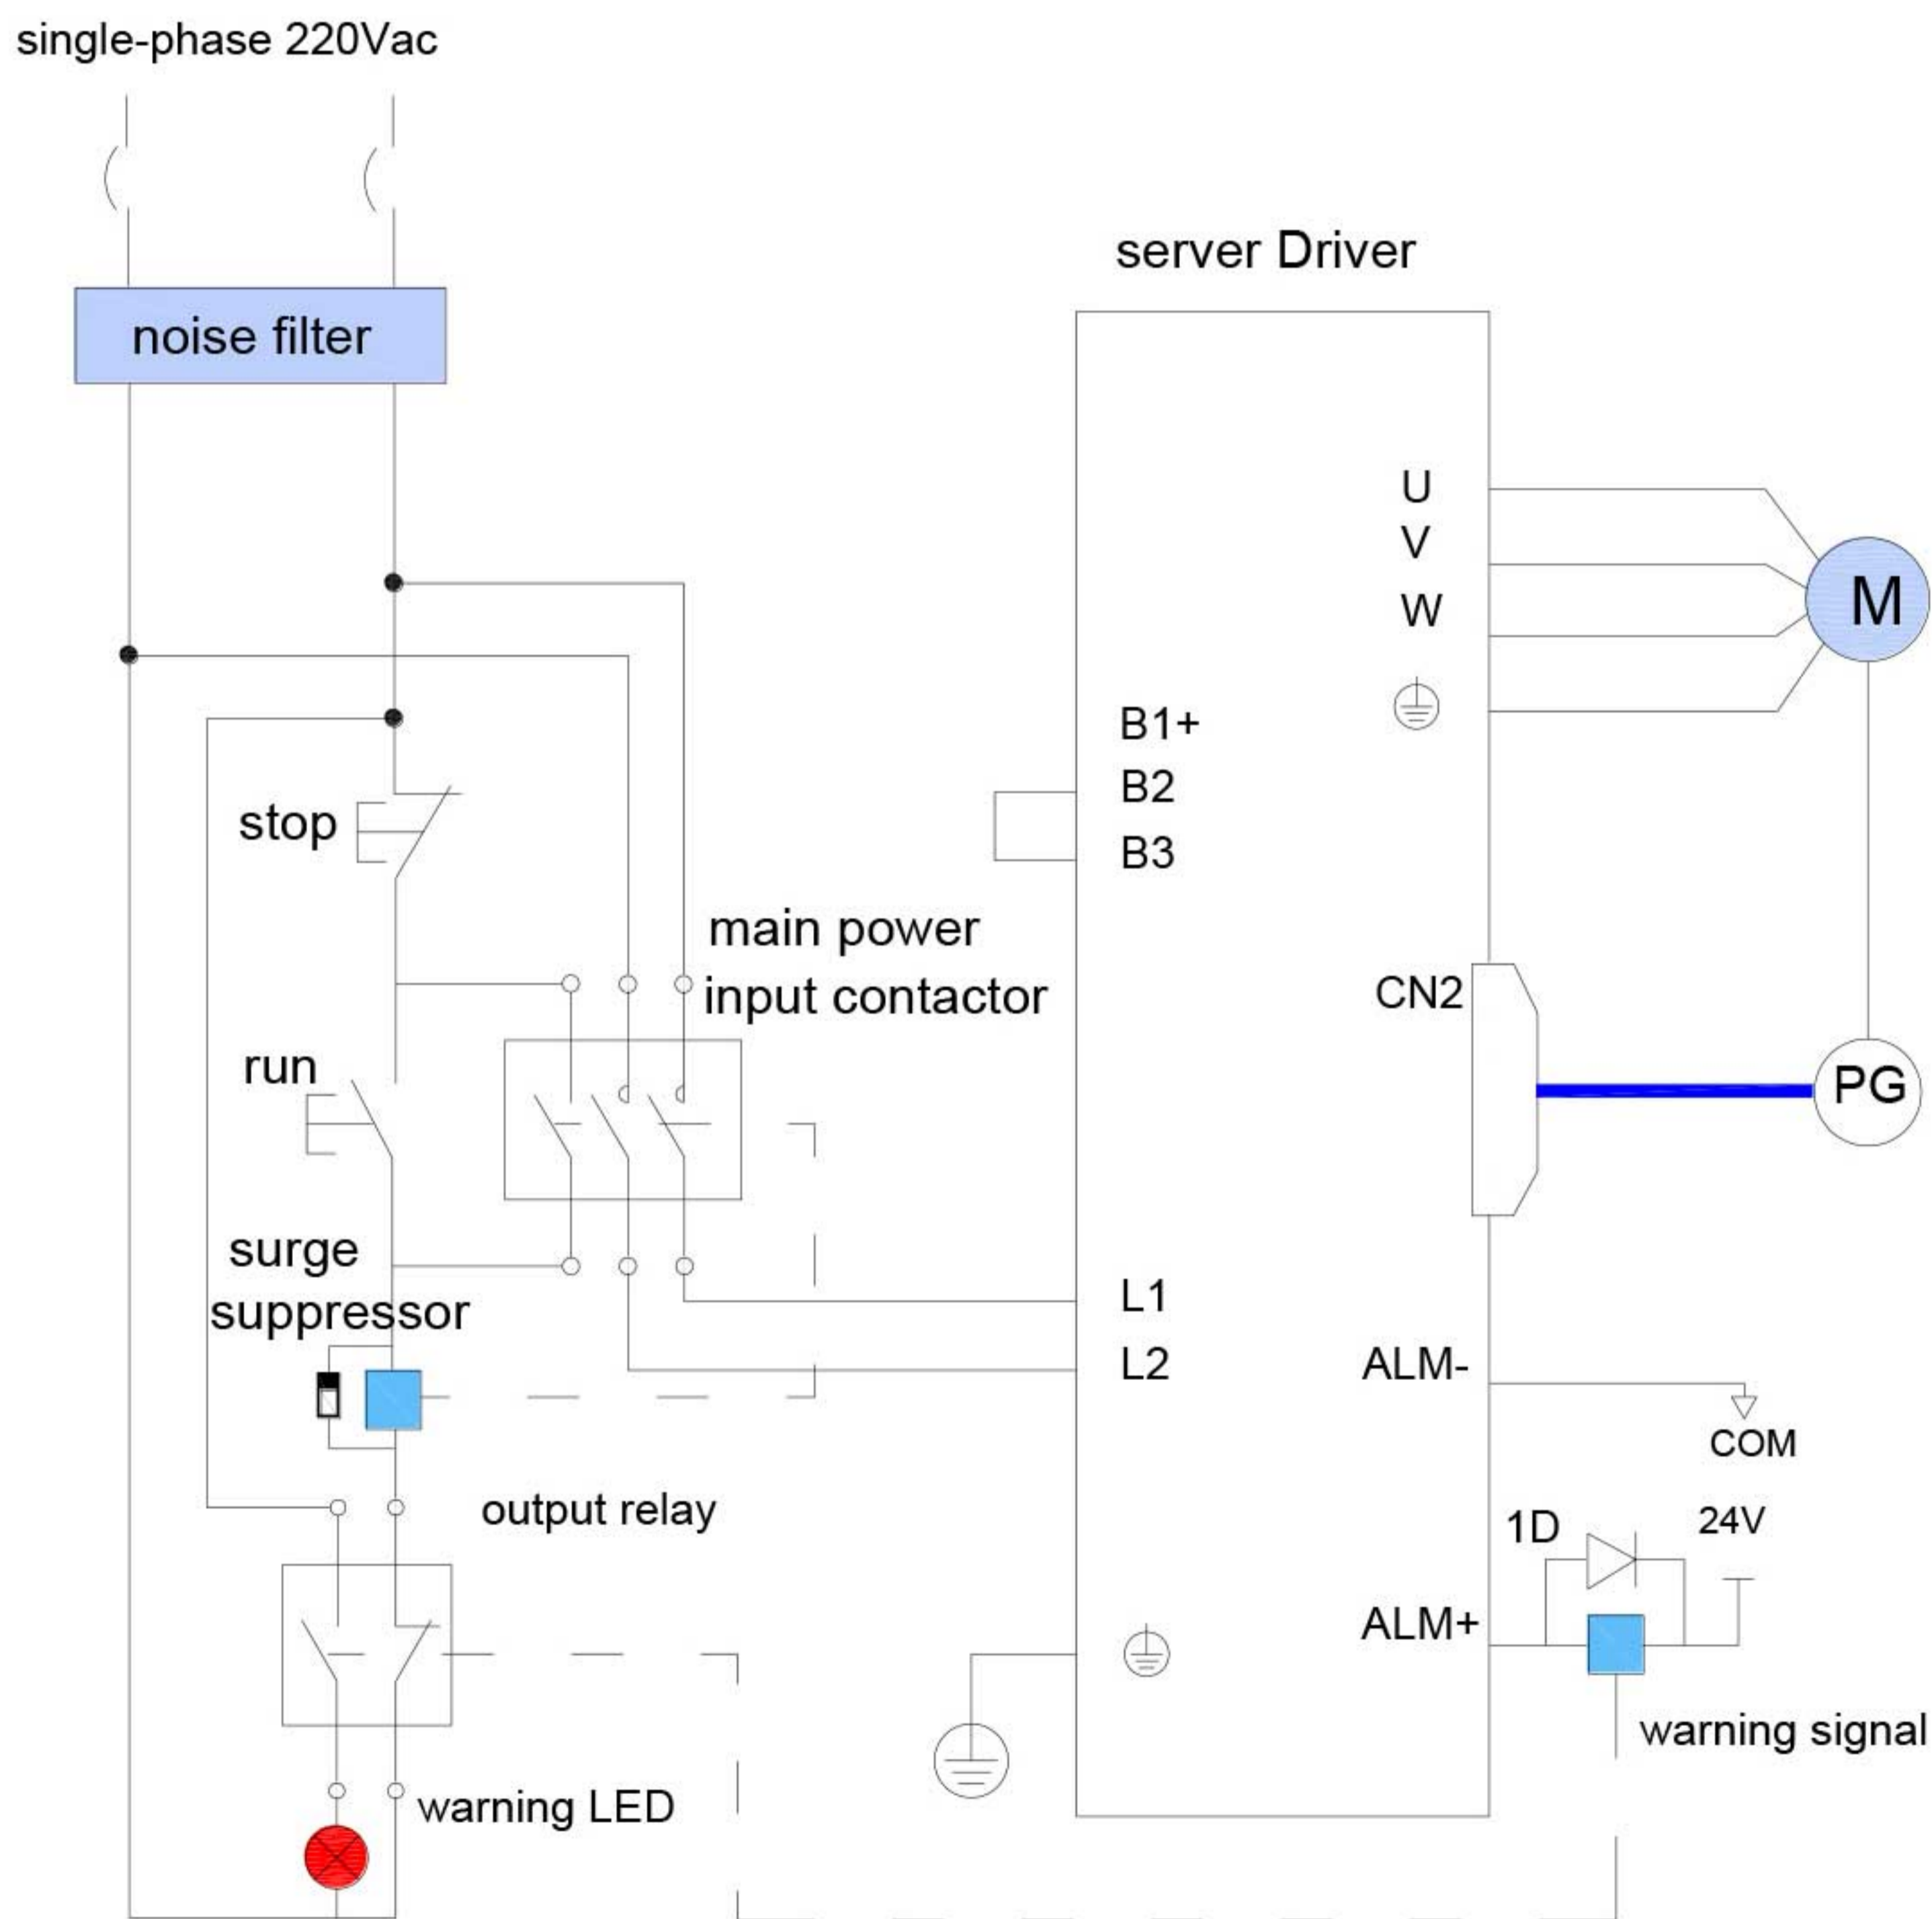 single-phase 220Vac
noise filter
server Driver
U
V
W
M
B1+
B2
B3
stop
main power
input contactor
CN2
run
PG
surge
suppressor
L1
L2
ALM-
COM
output relay
1D
24V
ALM+
warning signal
warning LED